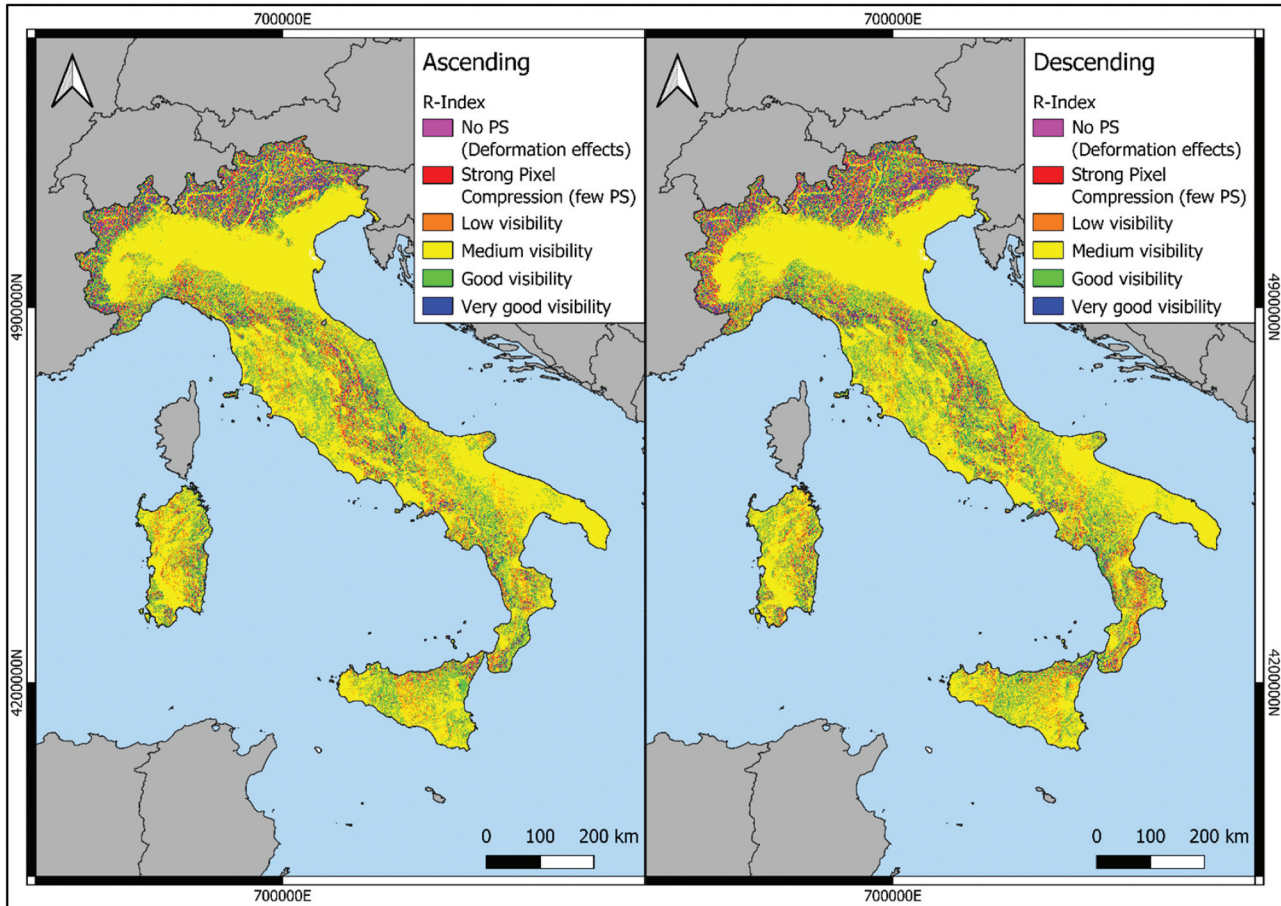 700000E
700000E
Ascending
R-Index
No PS
(Deformation effects)
Strong Pixel
Compression (few PS)
Low visibility
Medium visibility
Good visibility
Very good visibility
Descending
R-Index
No PS
(Deformation effects)
Strong Pixel
Compression (few PS)
Low visibility
Medium visibility
Good visibility
Very good visibility
4900000N
4900000N
4200000N
4200000N
0 100 200 km
0 100 200 km
700000E
700000E